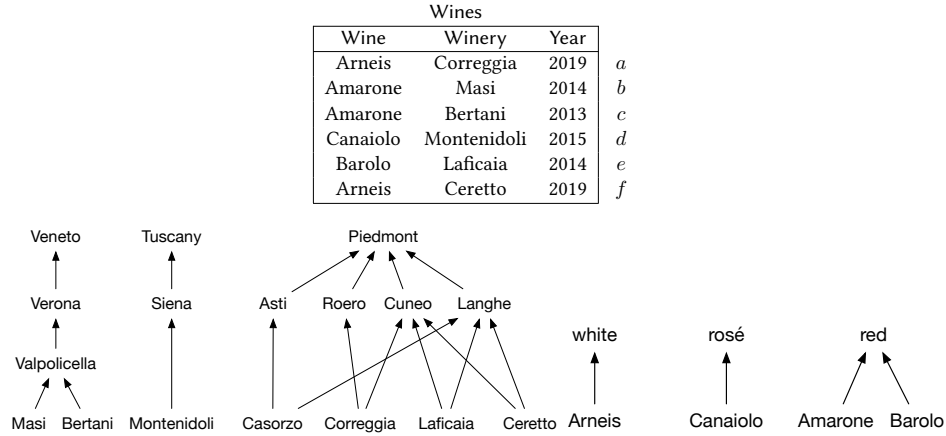 Wines
Wine Winery Year
Arneis Correggia 2019 a
Amarone Masi 2014 b
Amarone Bertani 2013 c
Canaiolo Montenidoli 2015 d
Barolo Laficaia 2014 e
Arneis Ceretto 2019 f
Veneto Tuscany Piedmont
Verona Siena Asti Roero Cuneo Langhe
white rosé red
Valpolicella
Masi Bertani Montenidoli Casorzo Correggia Laficaia Ceretto Arneis Canaiolo Amarone Barolo